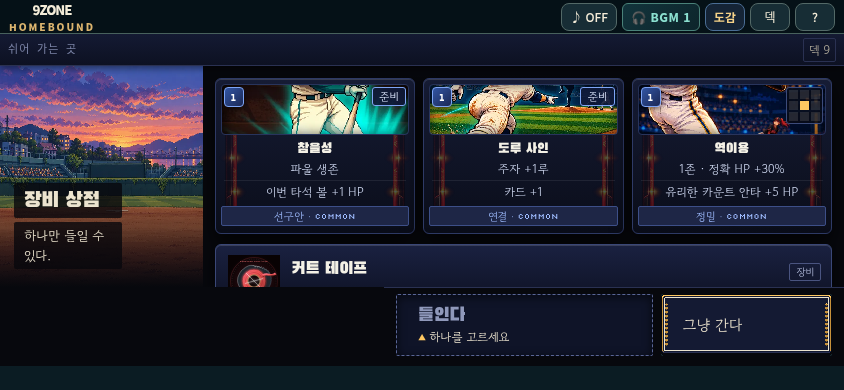 9ZONE
HOMEBOUND
♪ OFF
🎧 BGM 1
도감
덱
?
쉬어 가는 곳
덱 9
장비 상점
하나만 들일 수
있다.
1
준비
참을성
파울 생존
이번 타석 볼 +1 HP
선구안 · COMMON
1
준비
도루 사인
주자 +1루
카드 +1
연결 · COMMON
1
역이용
1존 · 정확 HP +30%
유리한 카운트 안타 +5 HP
정밀 · COMMON
커트 테이프
장비
들인다
▲ 하나를 고르세요
그냥 간다